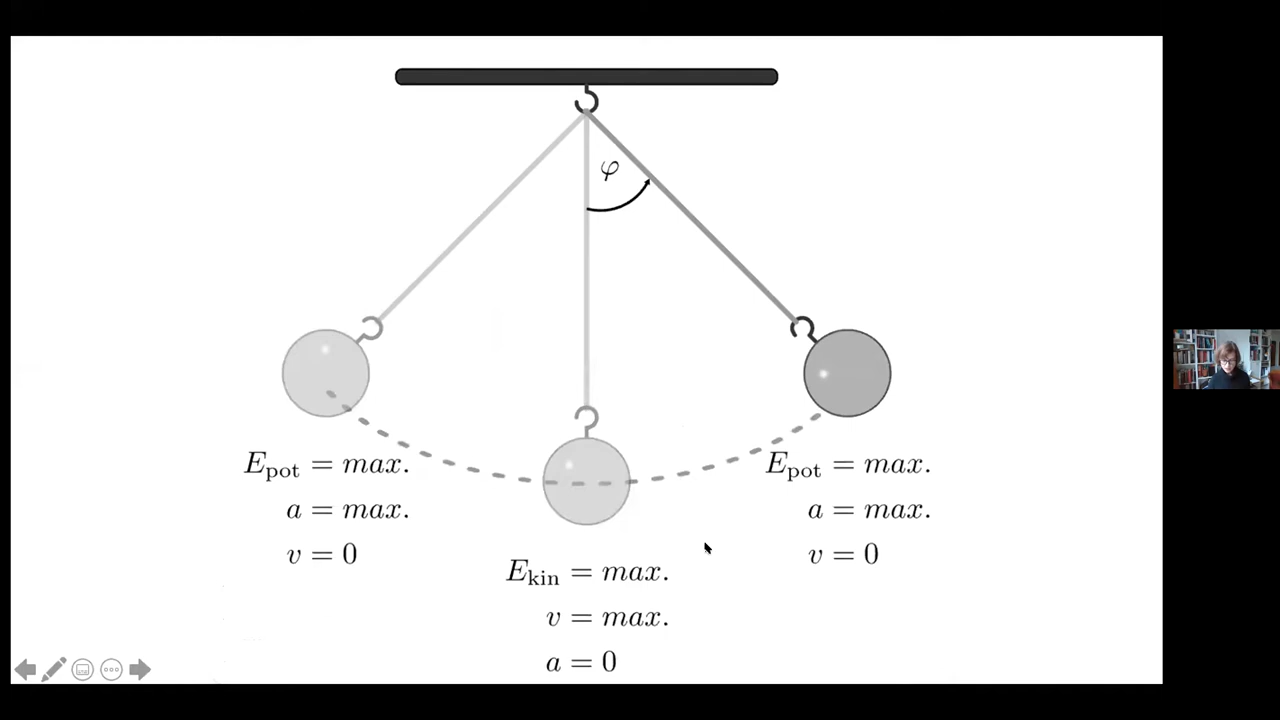 φ
E_pot = max.
a = max.
v = 0
E_kin = max.
v = max.
a = 0
E_pot = max.
a = max.
v = 0